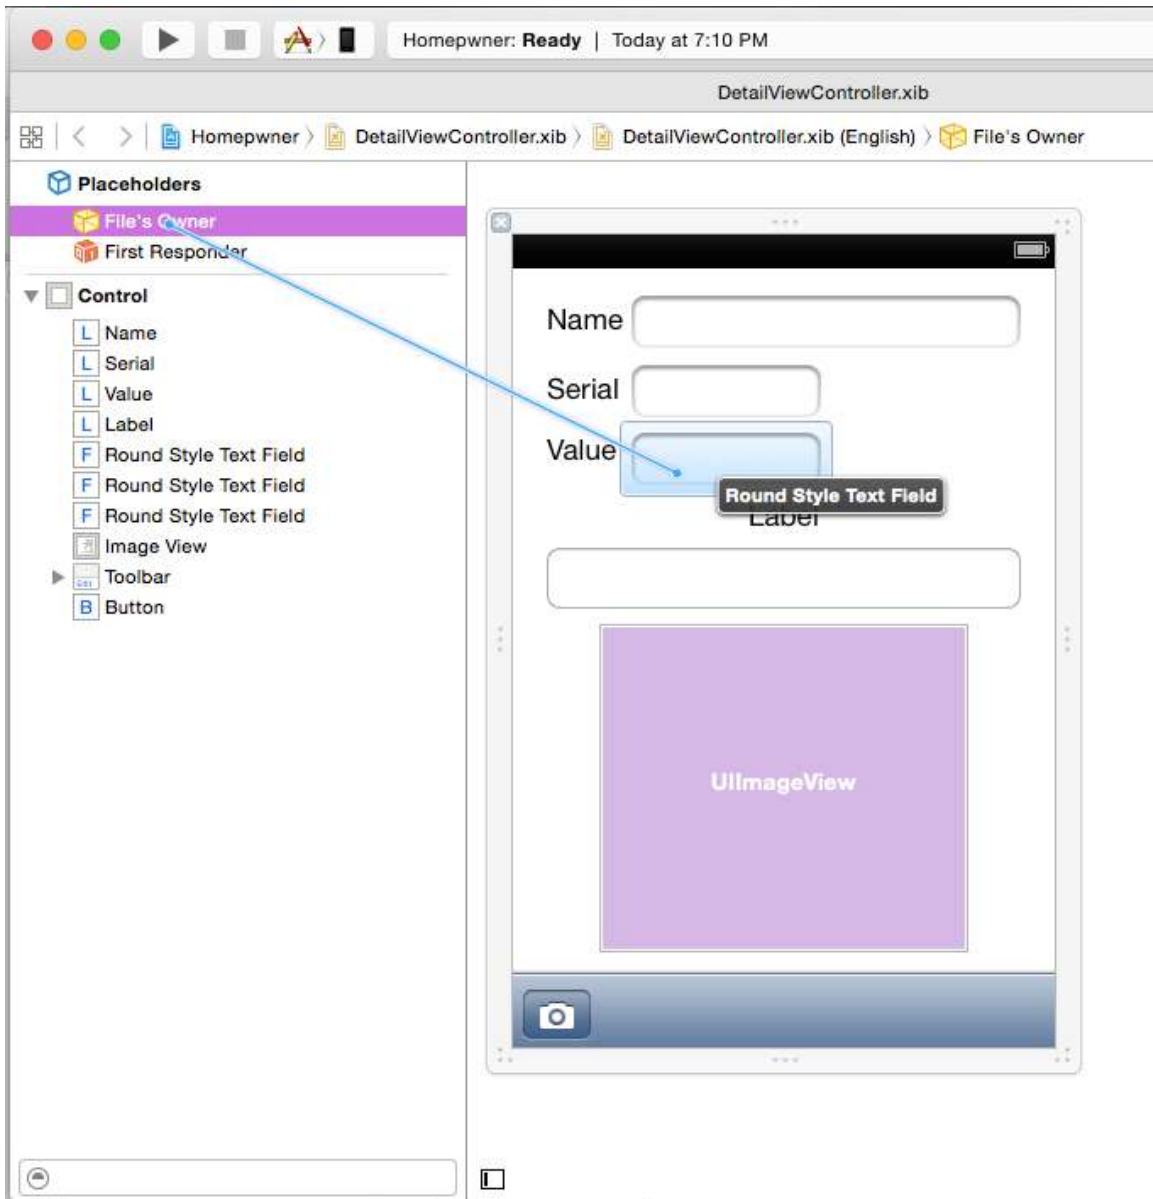 Homepwner: Ready | Today at 7:10 PM
DetailViewController.xib
Homepwner 〉 DetailViewController.xib 〉 DetailViewController.xib (English) 〉 File's Owner
Placeholders
File's Owner
First Responder
Control
L Name
L Serial
L Value
L Label
F Round Style Text Field
F Round Style Text Field
F Round Style Text Field
Image View
Toolbar
B Button
Name
Serial
Value
Round Style Text Field
Label
UIImageView